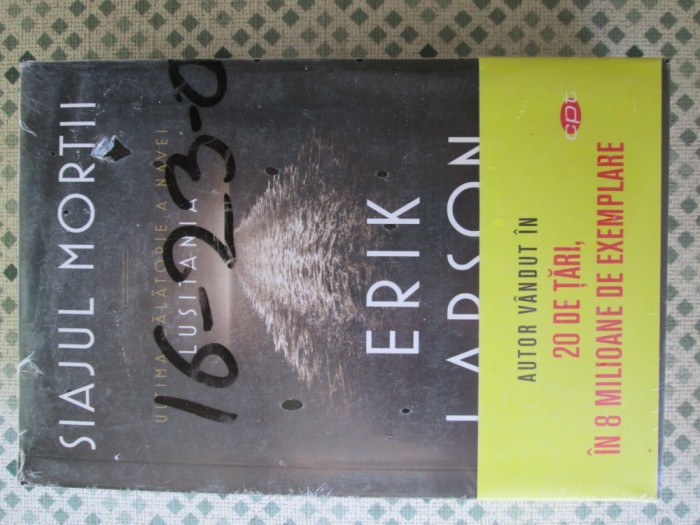 SIAJUL MORȚII
ULTIMA CĂLĂTORIE A NAVEI
LUSITANIA
16-23-0
ERIK
LARSON
cpt
AUTOR VÂNDUT ÎN
20 DE ȚĂRI,
ÎN 8 MILIOANE DE EXEMPLARE